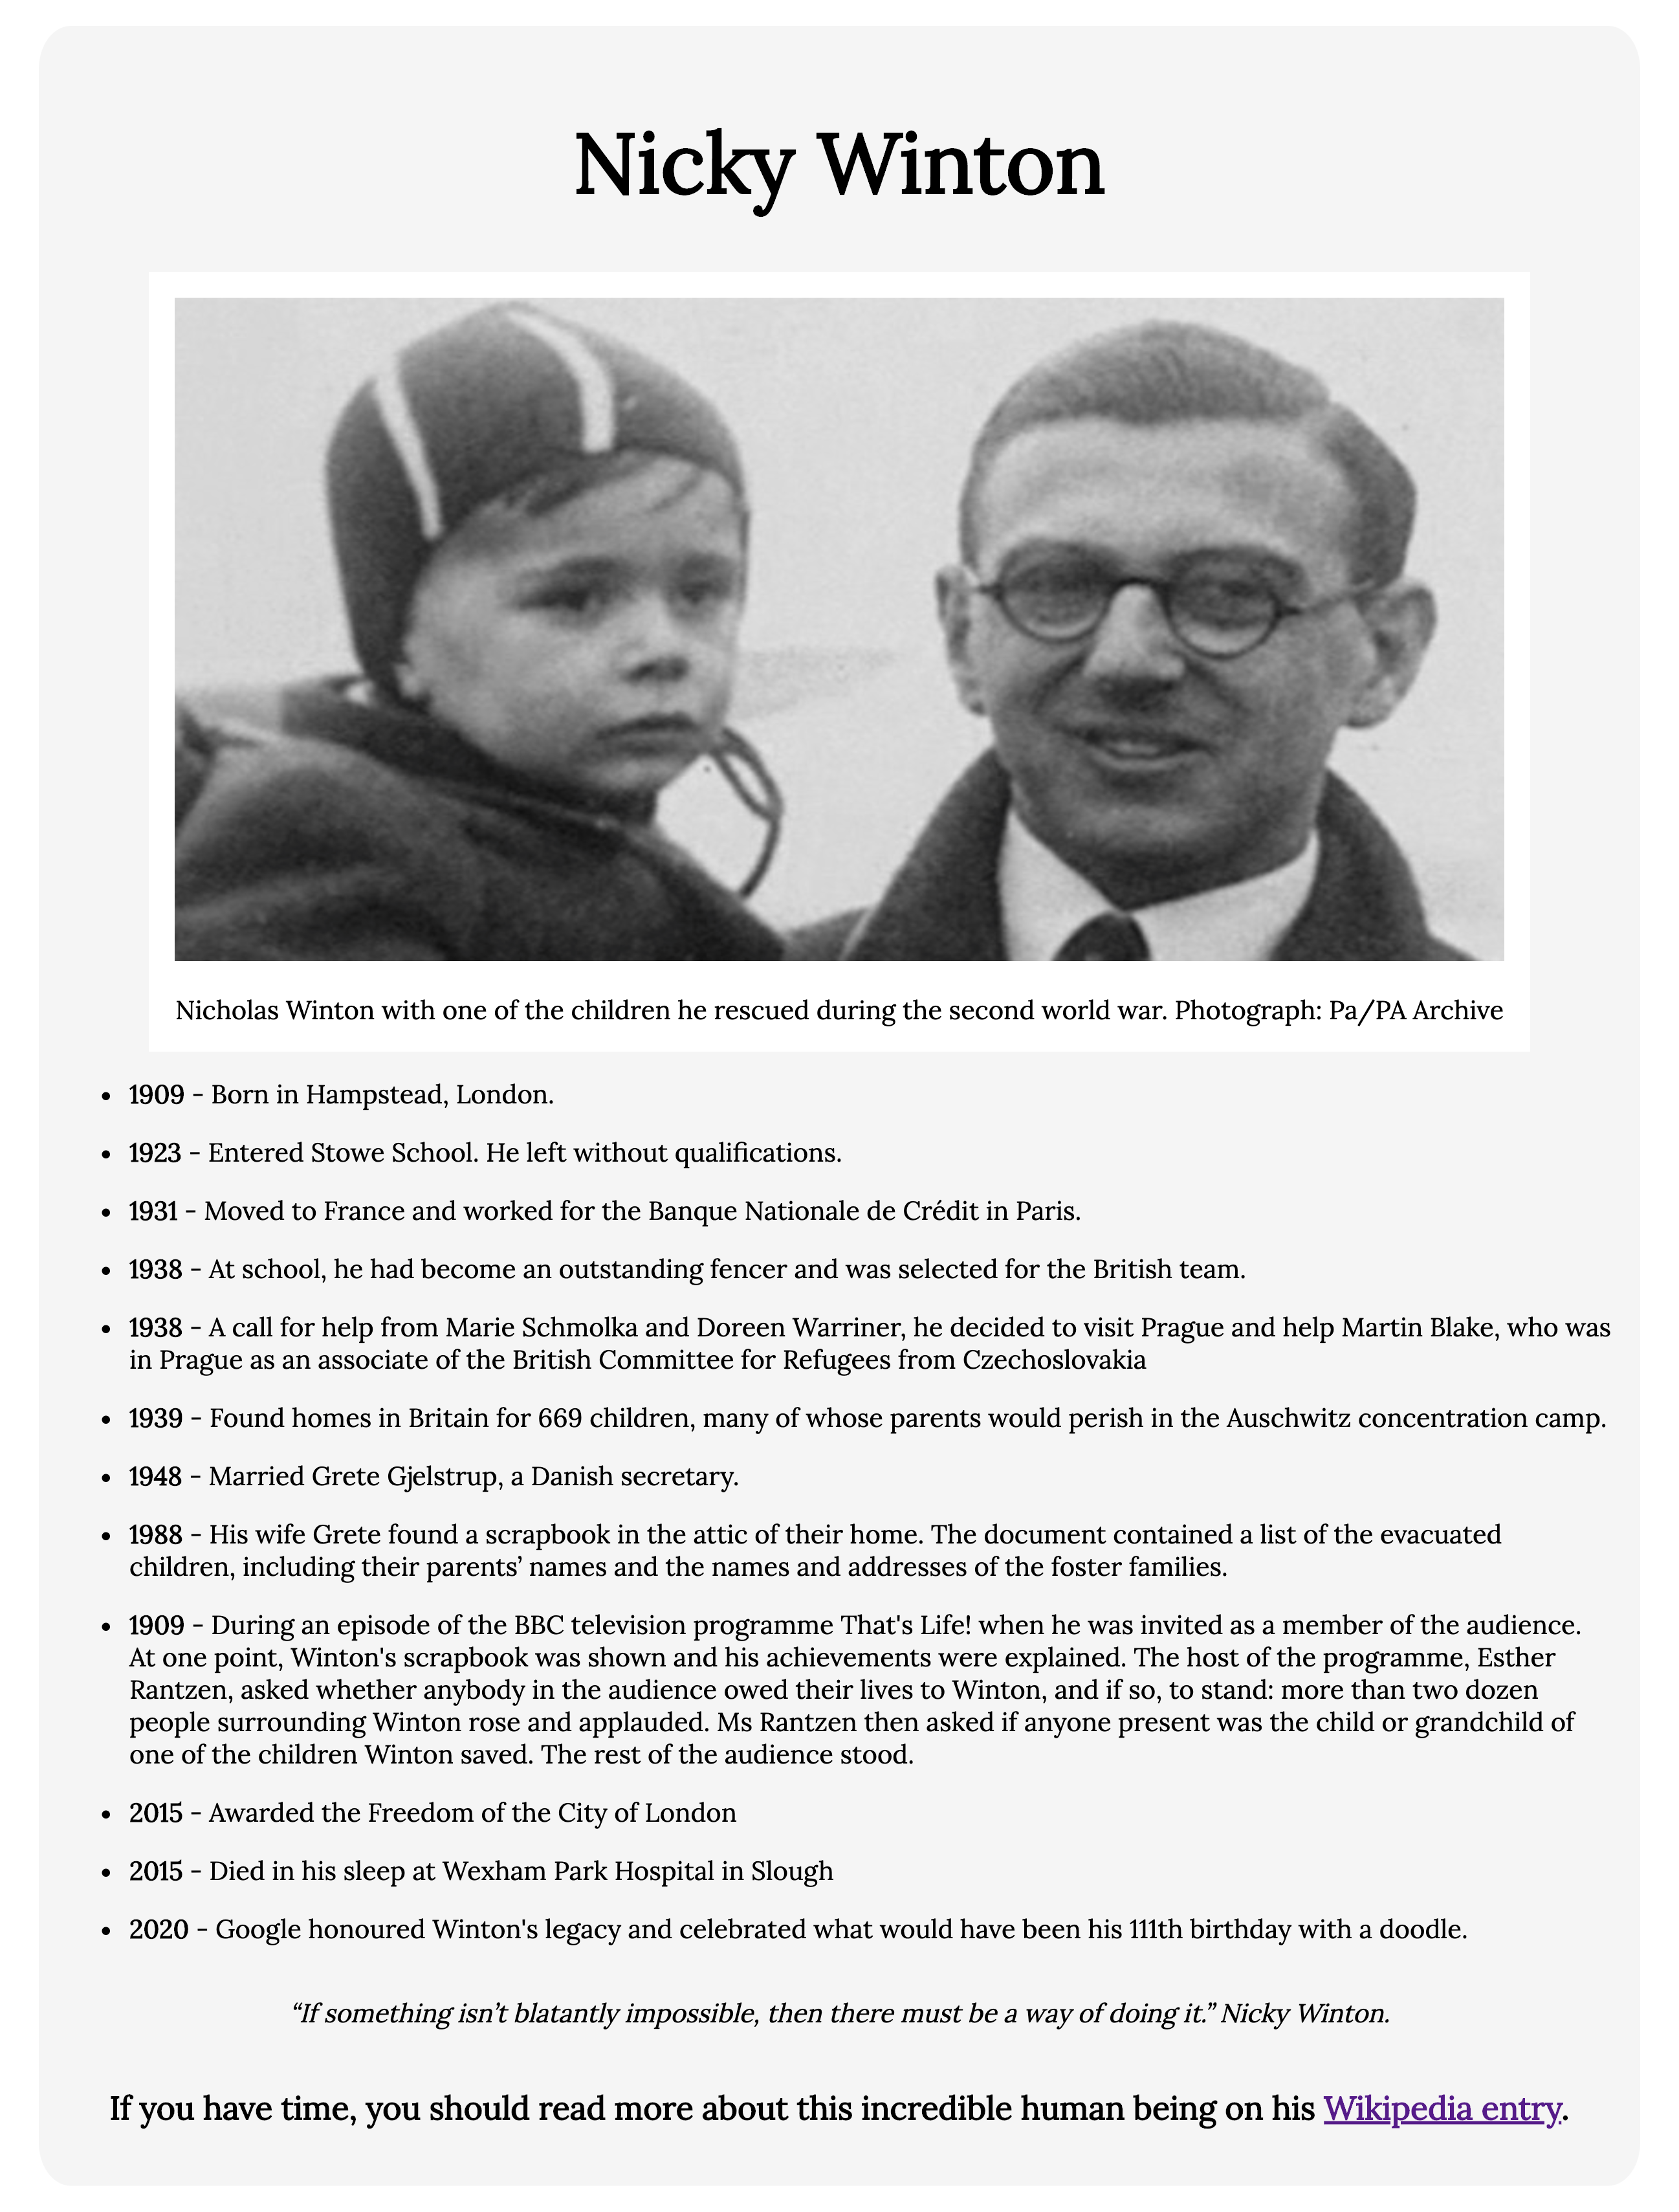 Nicky Winton
Nicholas Winton with one of the children he rescued during the second world war. Photograph: Pa/PA Archive
• 1909 - Born in Hampstead, London.
• 1923 - Entered Stowe School. He left without qualifications.
• 1931 - Moved to France and worked for the Banque Nationale de Crédit in Paris.
• 1938 - At school, he had become an outstanding fencer and was selected for the British team.
• 1938 - A call for help from Marie Schmolka and Doreen Warriner, he decided to visit Prague and help Martin Blake, who was
in Prague as an associate of the British Committee for Refugees from Czechoslovakia
• 1939 - Found homes in Britain for 669 children, many of whose parents would perish in the Auschwitz concentration camp.
• 1948 - Married Grete Gjelstrup, a Danish secretary.
• 1988 - His wife Grete found a scrapbook in the attic of their home. The document contained a list of the evacuated
children, including their parents’ names and the names and addresses of the foster families.
• 1909 - During an episode of the BBC television programme That's Life! when he was invited as a member of the audience.
At one point, Winton's scrapbook was shown and his achievements were explained. The host of the programme, Esther
Rantzen, asked whether anybody in the audience owed their lives to Winton, and if so, to stand: more than two dozen
people surrounding Winton rose and applauded. Ms Rantzen then asked if anyone present was the child or grandchild of
one of the children Winton saved. The rest of the audience stood.
• 2015 - Awarded the Freedom of the City of London
• 2015 - Died in his sleep at Wexham Park Hospital in Slough
• 2020 - Google honoured Winton's legacy and celebrated what would have been his 111th birthday with a doodle.
“If something isn’t blatantly impossible, then there must be a way of doing it.” Nicky Winton.
If you have time, you should read more about this incredible human being on his Wikipedia entry.